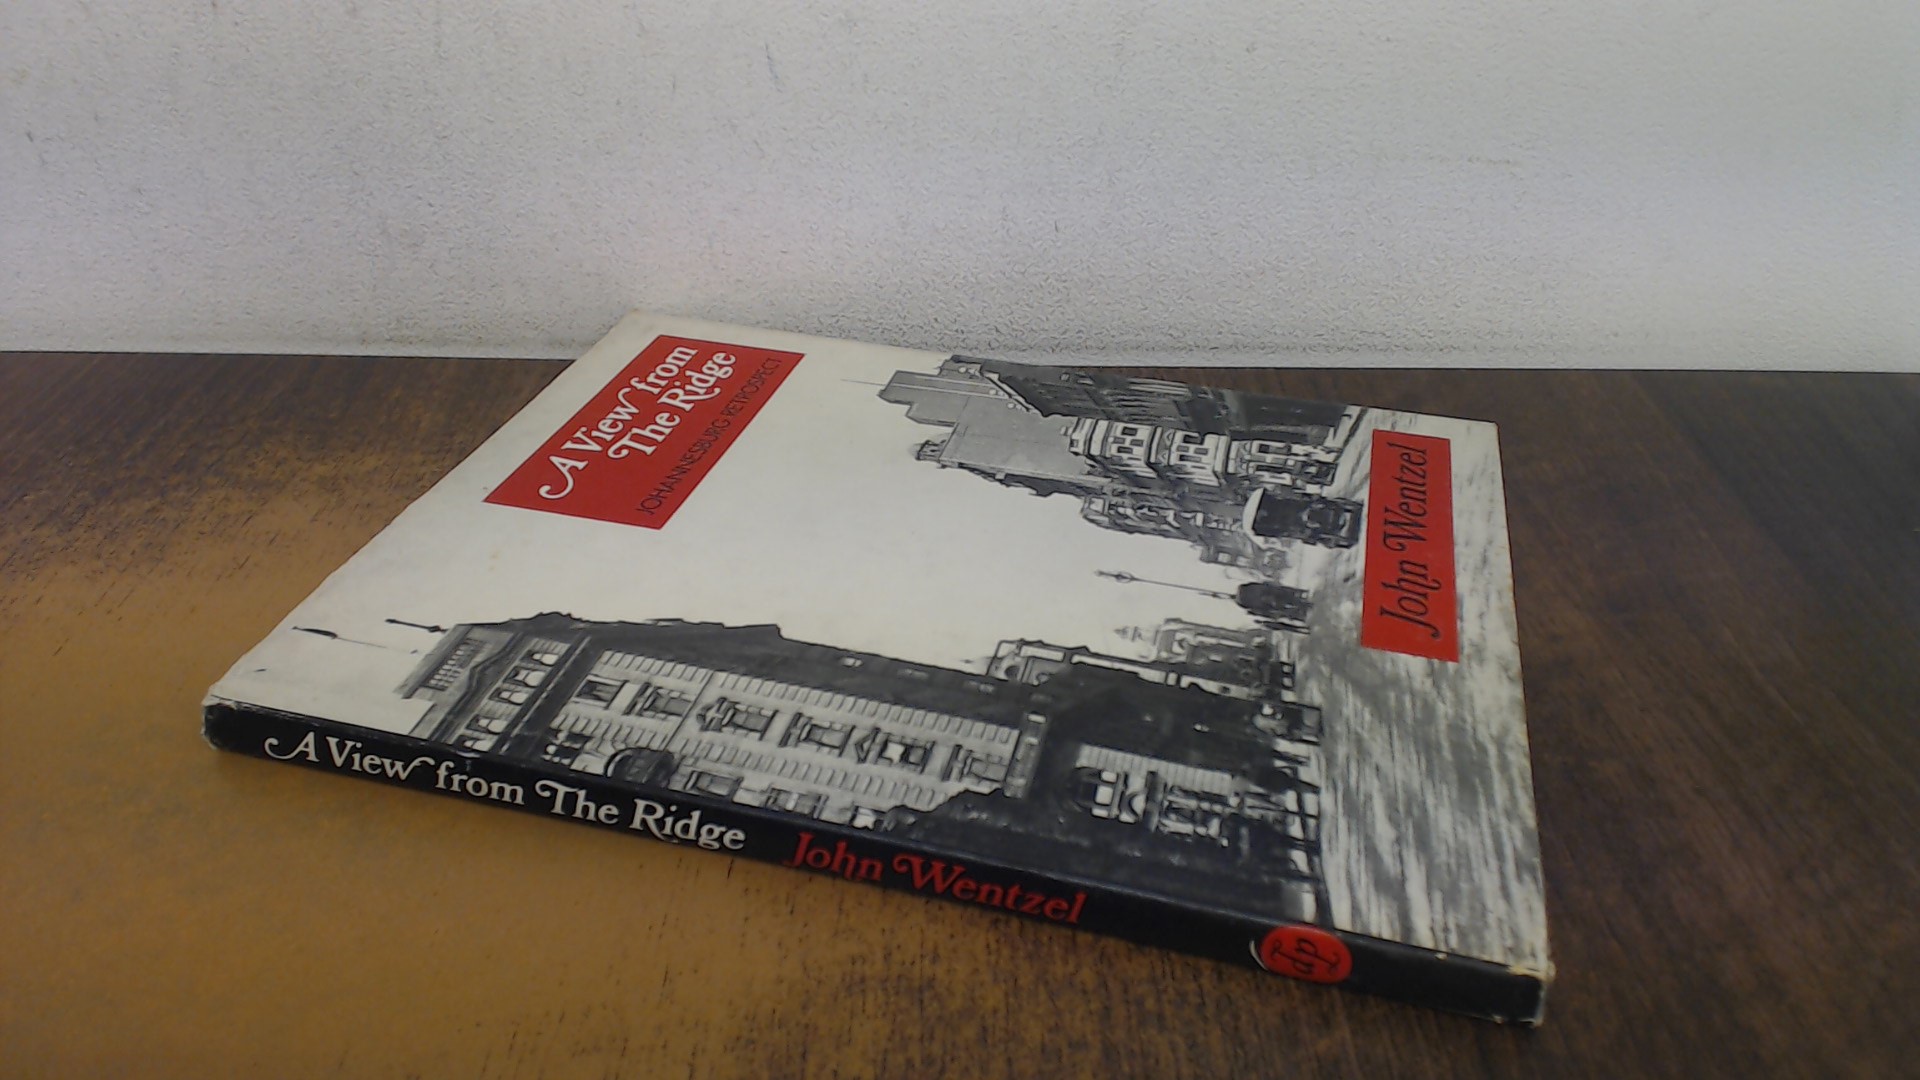 A View from
The Ridge
JOHANNESBURG RETROSPECT
John Wentzel
A View from The Ridge John Wentzel dp